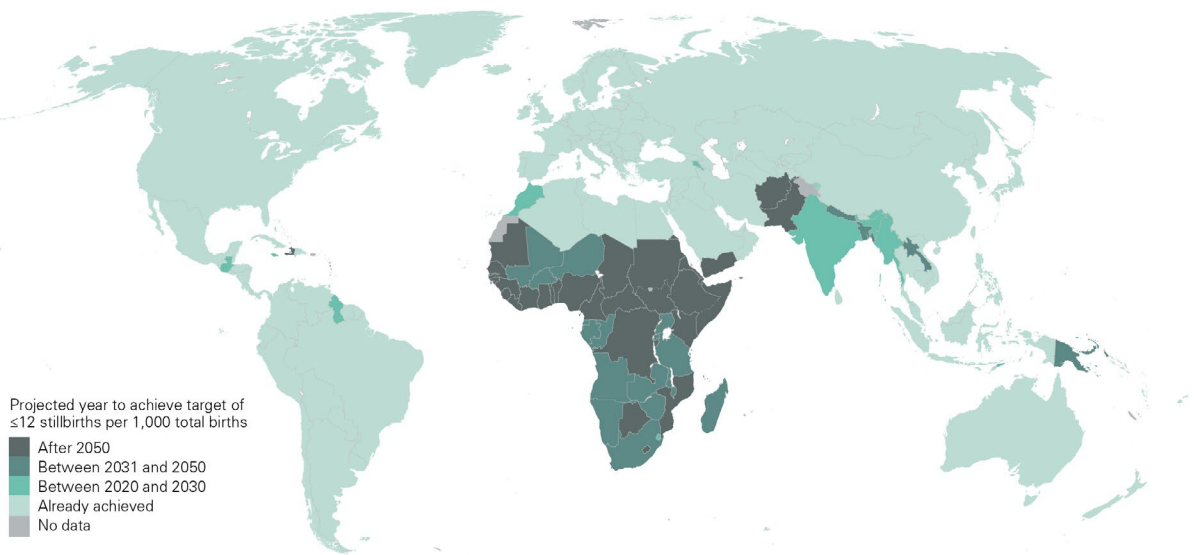 Projected year to achieve target of
≤12 stillbirths per 1,000 total births
After 2050
Between 2031 and 2050
Between 2020 and 2030
Already achieved
No data